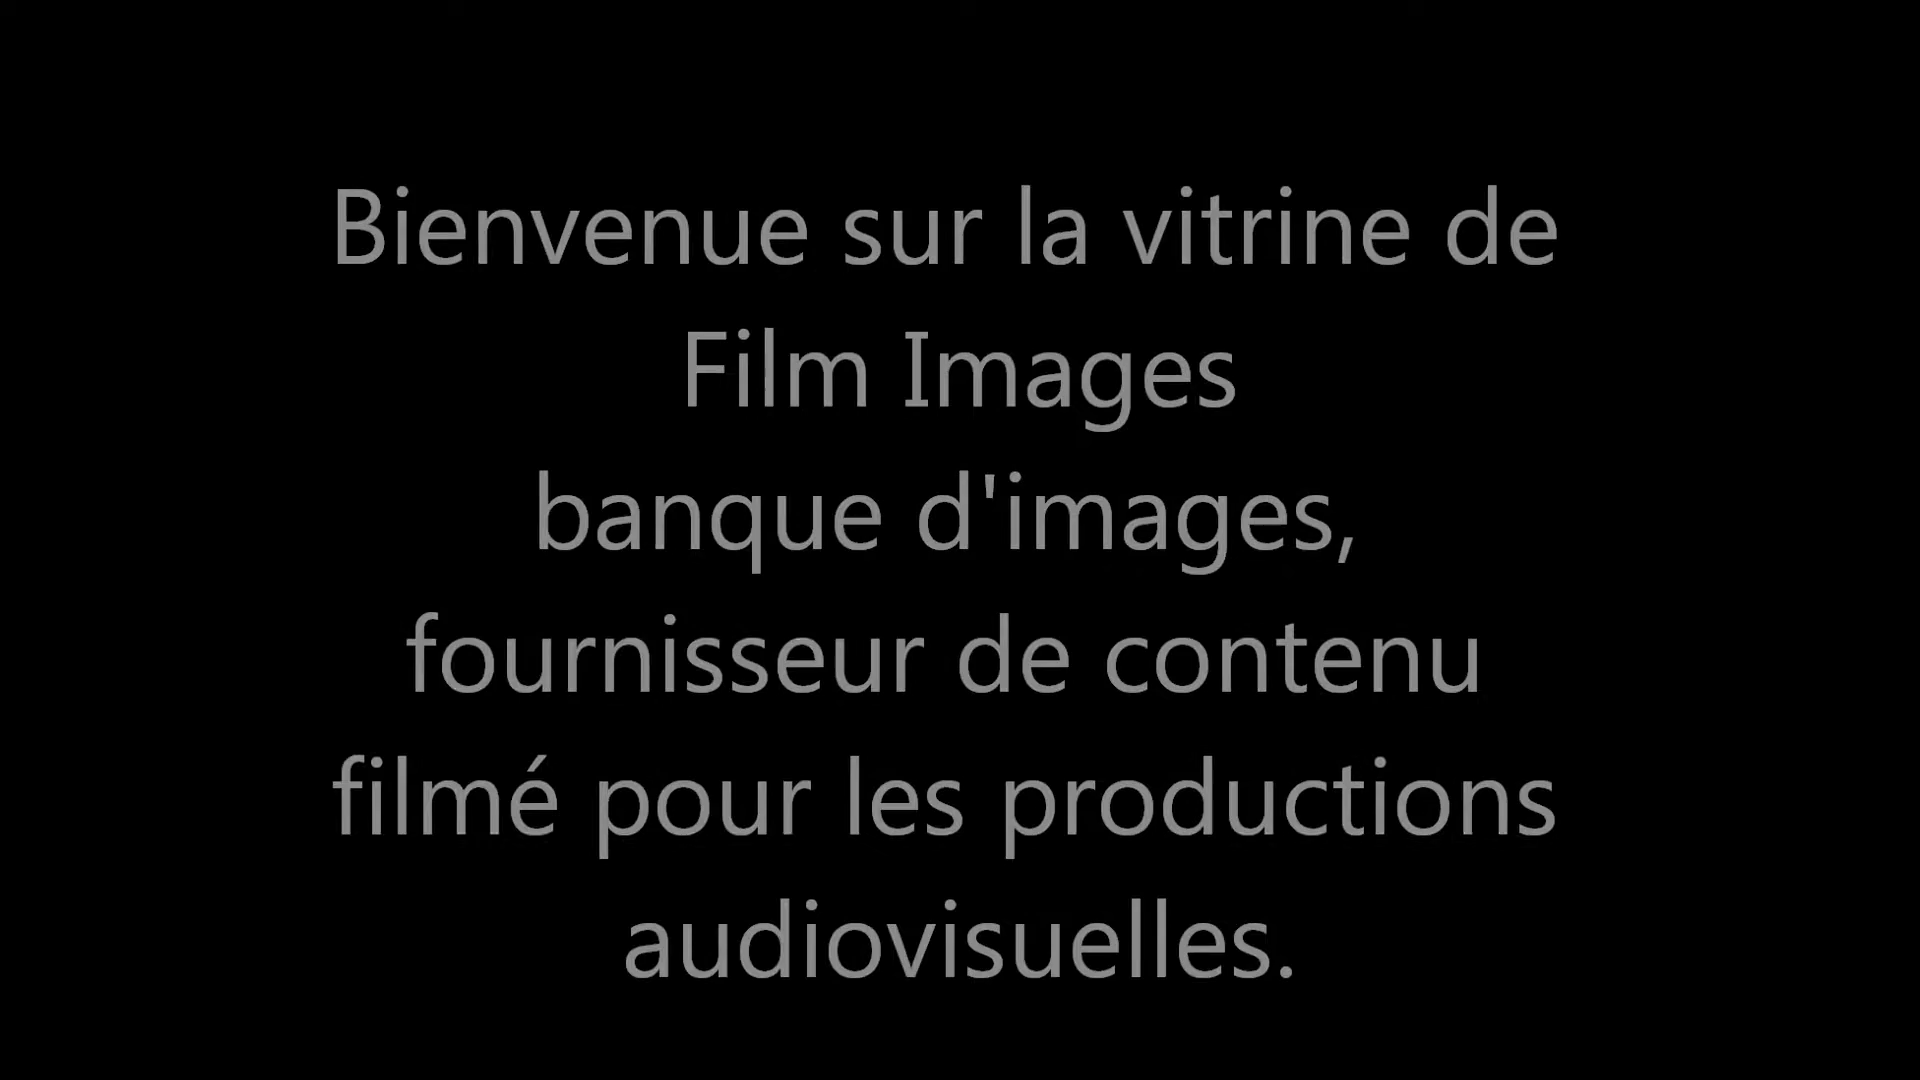 Bienvenue sur la vitrine de
Film Images
banque d'images,
fournisseur de contenu
filmé pour les productions
audiovisuelles.